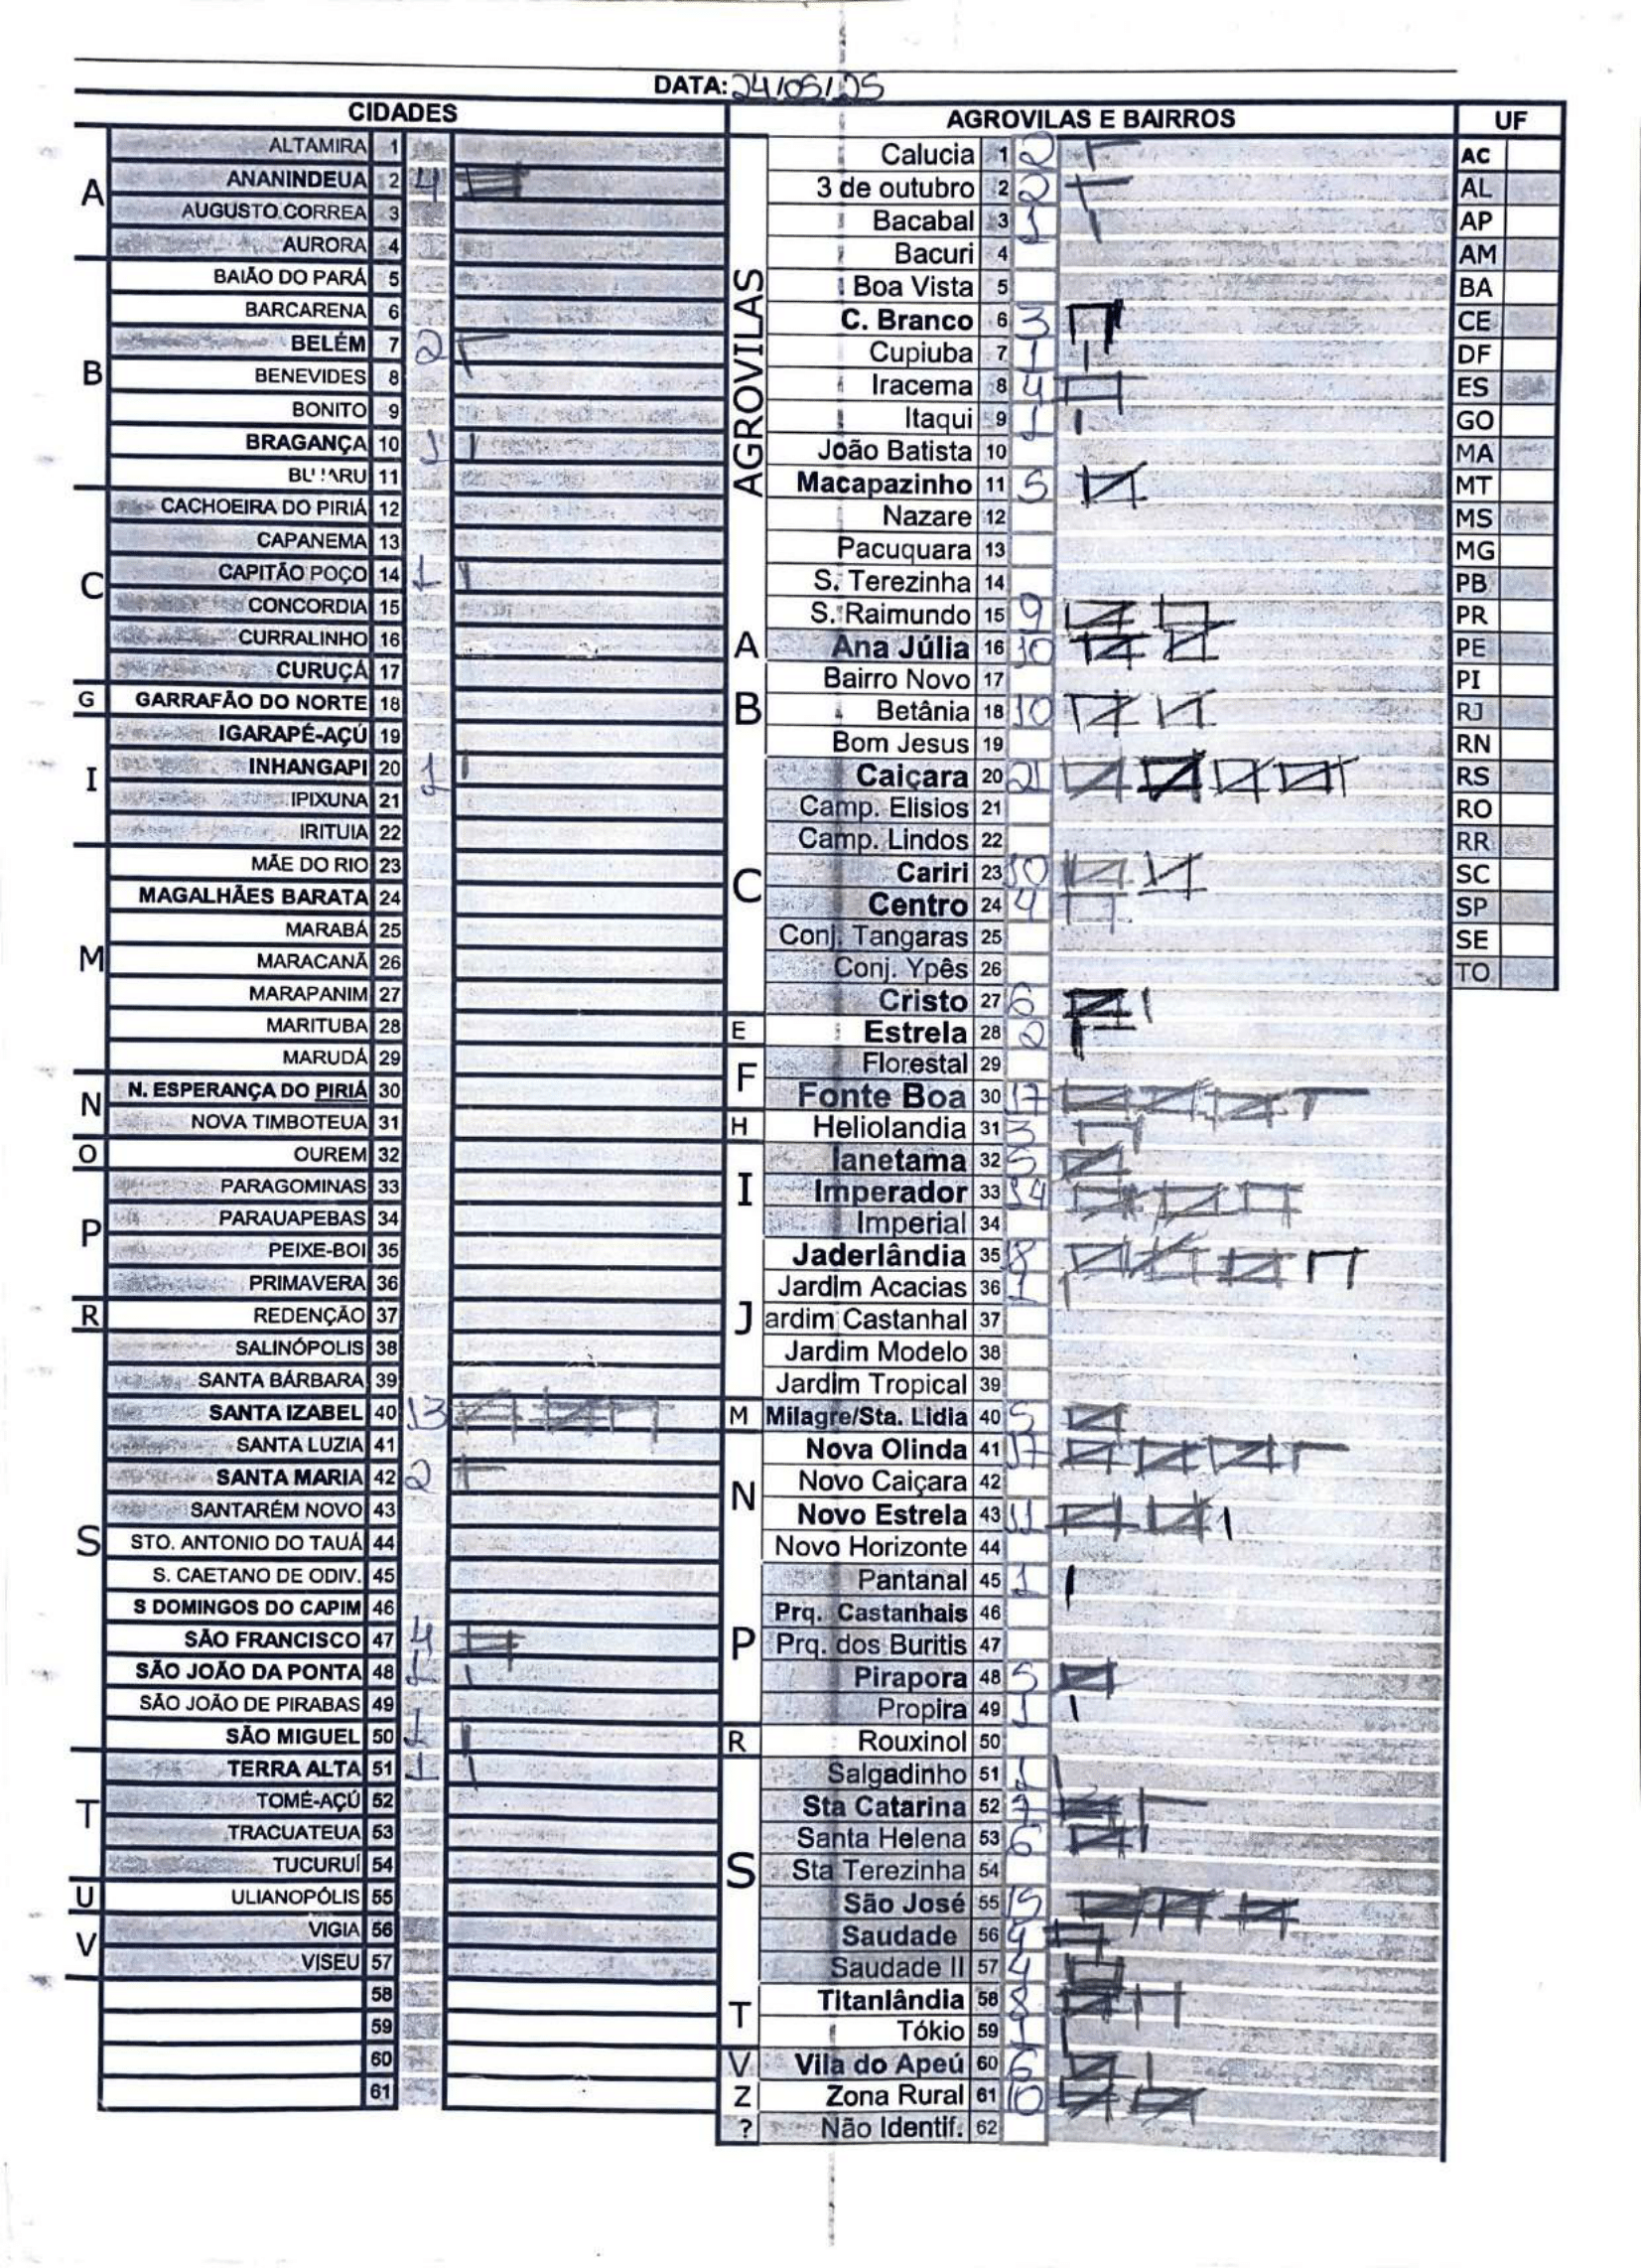 DATA: 24/05/25
CIDADES
A
ALTAMIRA 1
ANANINDEUA 2 4
AUGUSTO CORREA 3
AURORA 4
B
BAIÃO DO PARÁ 5
BARCARENA 6
BELÉM 7 2
BENEVIDES 8
BONITO 9
BRAGANÇA 10 1
11
C
CACHOEIRA DO PIRIÁ 12
CAPANEMA 13
CAPITÃO POÇO 14 1
CONCORDIA 15
CURRALINHO 16
CURUÇÁ 17
G
GARRAFÃO DO NORTE 18
I
IGARAPÉ-AÇÚ 19
INHANGAPI 20 1
IPIXUNA 21
IRITUIA 22
M
MÃE DO RIO 23
MAGALHÃES BARATA 24
MARABÁ 25
MARACANÃ 26
MARAPANIM 27
MARITUBA 28
MARUDÁ 29
N
N. ESPERANÇA DO PIRIÁ 30
NOVA TIMBOTEUA 31
O
OUREM 32
P
PARAGOMINAS 33
PARAUAPEBAS 34
PEIXE-BOI 35
PRIMAVERA 36
R
REDENÇÃO 37
S
SALINÓPOLIS 38
SANTA BÁRBARA 39
SANTA IZABEL 40 13
SANTA LUZIA 41
SANTA MARIA 42 2
SANTARÉM NOVO 43
STO. ANTONIO DO TAUÁ 44
S. CAETANO DE ODIV. 45
S DOMINGOS DO CAPIM 46
SÃO FRANCISCO 47 4
SÃO JOÃO DA PONTA 48 1
SÃO JOÃO DE PIRABAS 49
SÃO MIGUEL 50 1
T
TERRA ALTA 51 1
TOMÉ-AÇÚ 52
TRACUATEUA 53
TUCURUÍ 54
U
ULIANOPÓLIS 55
V
VIGIA 56
VISEU 57
58
59
60
61
AGROVILAS E BAIRROS
AGROVILAS
Calucia 1 2
3 de outubro 2 2
Bacabal 3 1
Bacuri 4
Boa Vista 5
C. Branco 6 3
Cupiuba 7 1
Iracema 8 4
Itaqui 9 1
João Batista 10
Macapazinho 11 5
Nazare 12
Pacuquara 13
S. Terezinha 14
S. Raimundo 15 9
A
Ana Júlia 16 10
Bairro Novo 17
B
Betânia 18 10
Bom Jesus 19
C
Caiçara 20 21
Camp. Elisios 21
Camp. Lindos 22
Cariri 23 10
Centro 24 4
Conj. Tangaras 25
Conj. Ypês 26
Cristo 27 6
E
Estrela 28 2
F
Florestal 29
Fonte Boa 30 17
H
Heliolandia 31 3
I
Ianetama 32 5
Imperador 33 14
Imperial 34
J
Jaderlândia 35 18
Jardim Acacias 36 1
ardim Castanhal 37
Jardim Modelo 38
Jardim Tropical 39
M
Milagre/Sta. Lidia 40 5
N
Nova Olinda 41 17
Novo Caiçara 42
Novo Estrela 43 11
Novo Horizonte 44
P
Pantanal 45 1
Prq. Castanhais 46
Prq. dos Buritis 47
Pirapora 48 5
Propira 49 1
R
Rouxinol 50
S
Salgadinho 51 1
Sta Catarina 52 7
Santa Helena 53 6
Sta Terezinha 54
São José 55 15
Saudade 56 4
Saudade II 57 4
T
Titanlândia 58 8
Tókio 59 1
V
Vila do Apeú 60 6
Z
Zona Rural 61 10
?
Não Identif. 62
UF
AC
AL
AP
AM
BA
CE
DF
ES
GO
MA
MT
MS
MG
PB
PR
PE
PI
RJ
RN
RS
RO
RR
SC
SP
SE
TO